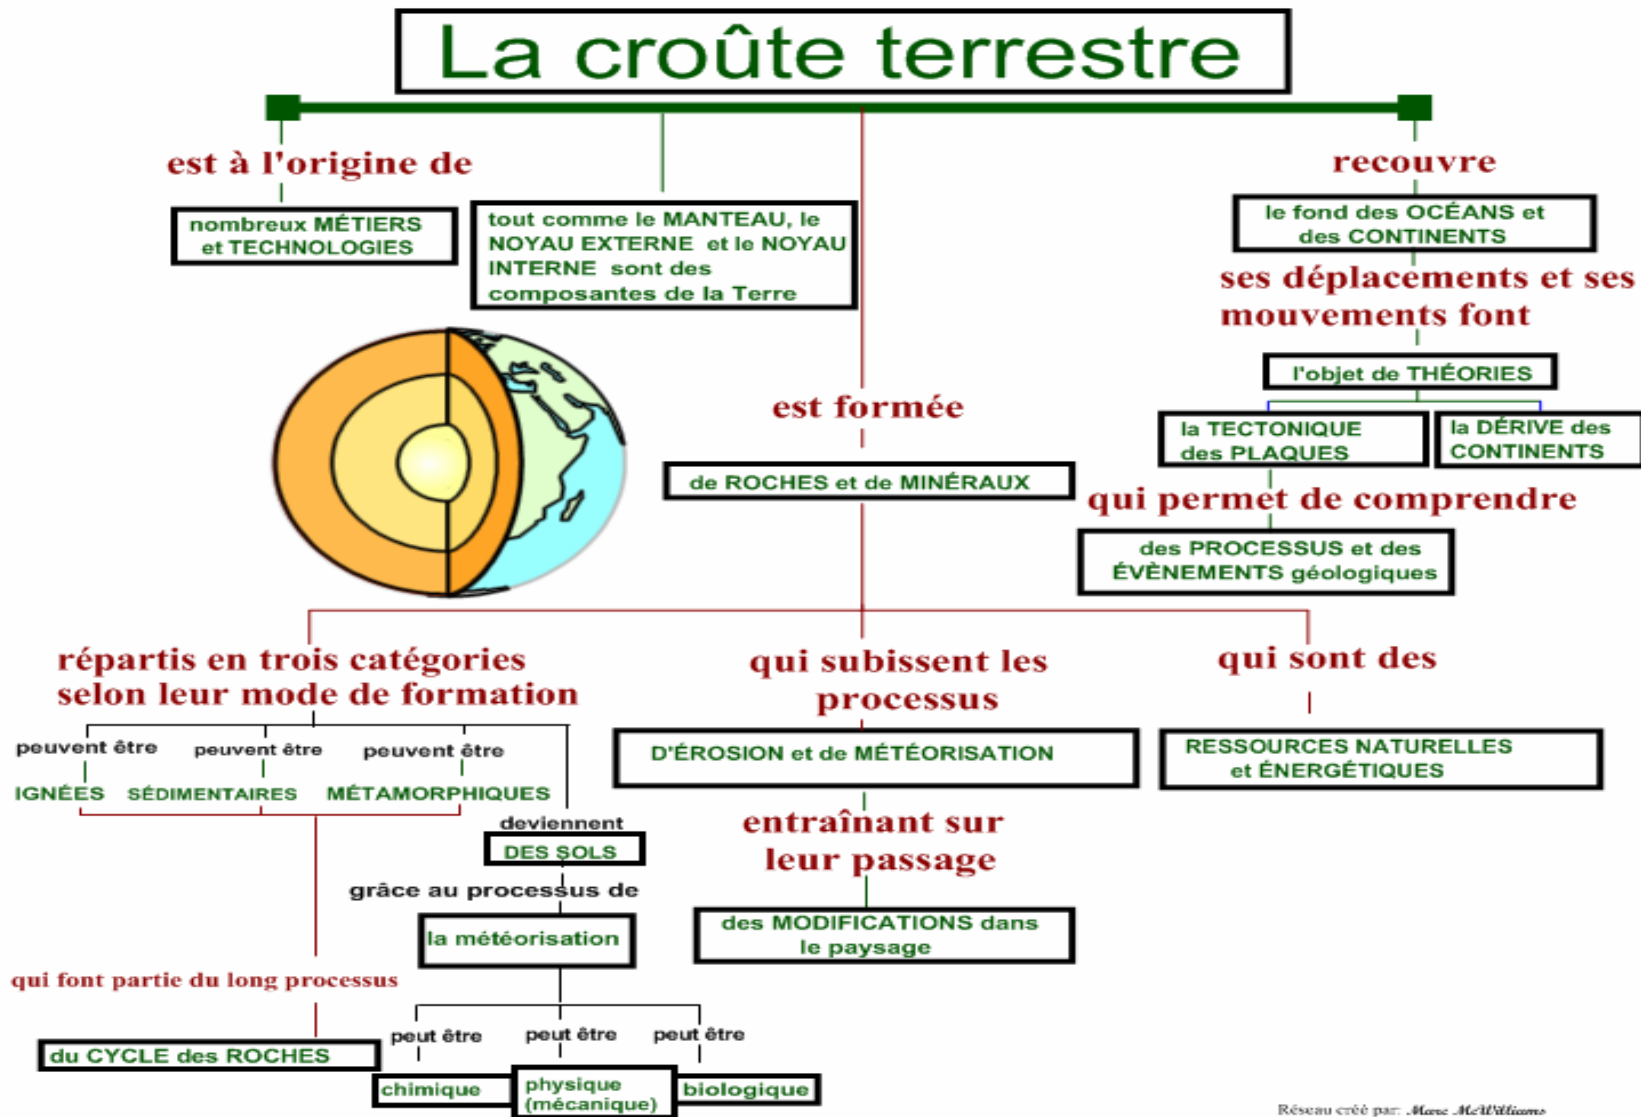 La croûte terrestre
est à l'origine de
nombreux MÉTIERS
et TECHNOLOGIES
tout comme le MANTEAU, le
NOYAU EXTERNE et le NOYAU
INTERNE sont des
composantes de la Terre
recouvre
le fond des OCÉANS et
des CONTINENTS
ses déplacements et ses
mouvements font
l'objet de THÉORIES
la TECTONIQUE
des PLAQUES
la DÉRIVE des
CONTINENTS
qui permet de comprendre
des PROCESSUS et des
ÉVÈNEMENTS géologiques
est formée
de ROCHES et de MINÉRAUX
répartis en trois catégories
selon leur mode de formation
peuvent être
peuvent être
peuvent être
IGNÉES
SÉDIMENTAIRES
MÉTAMORPHIQUES
qui font partie du long processus
du CYCLE des ROCHES
deviennent
DES SOLS
grâce au processus de
la météorisation
peut être
peut être
peut être
chimique
physique
(mécanique)
biologique
qui subissent les
processus
D'ÉROSION et de MÉTÉORISATION
entraînant sur
leur passage
des MODIFICATIONS dans
le paysage
qui sont des
RESSOURCES NATURELLES
et ÉNERGÉTIQUES
Réseau créé par: Marc McWilliams